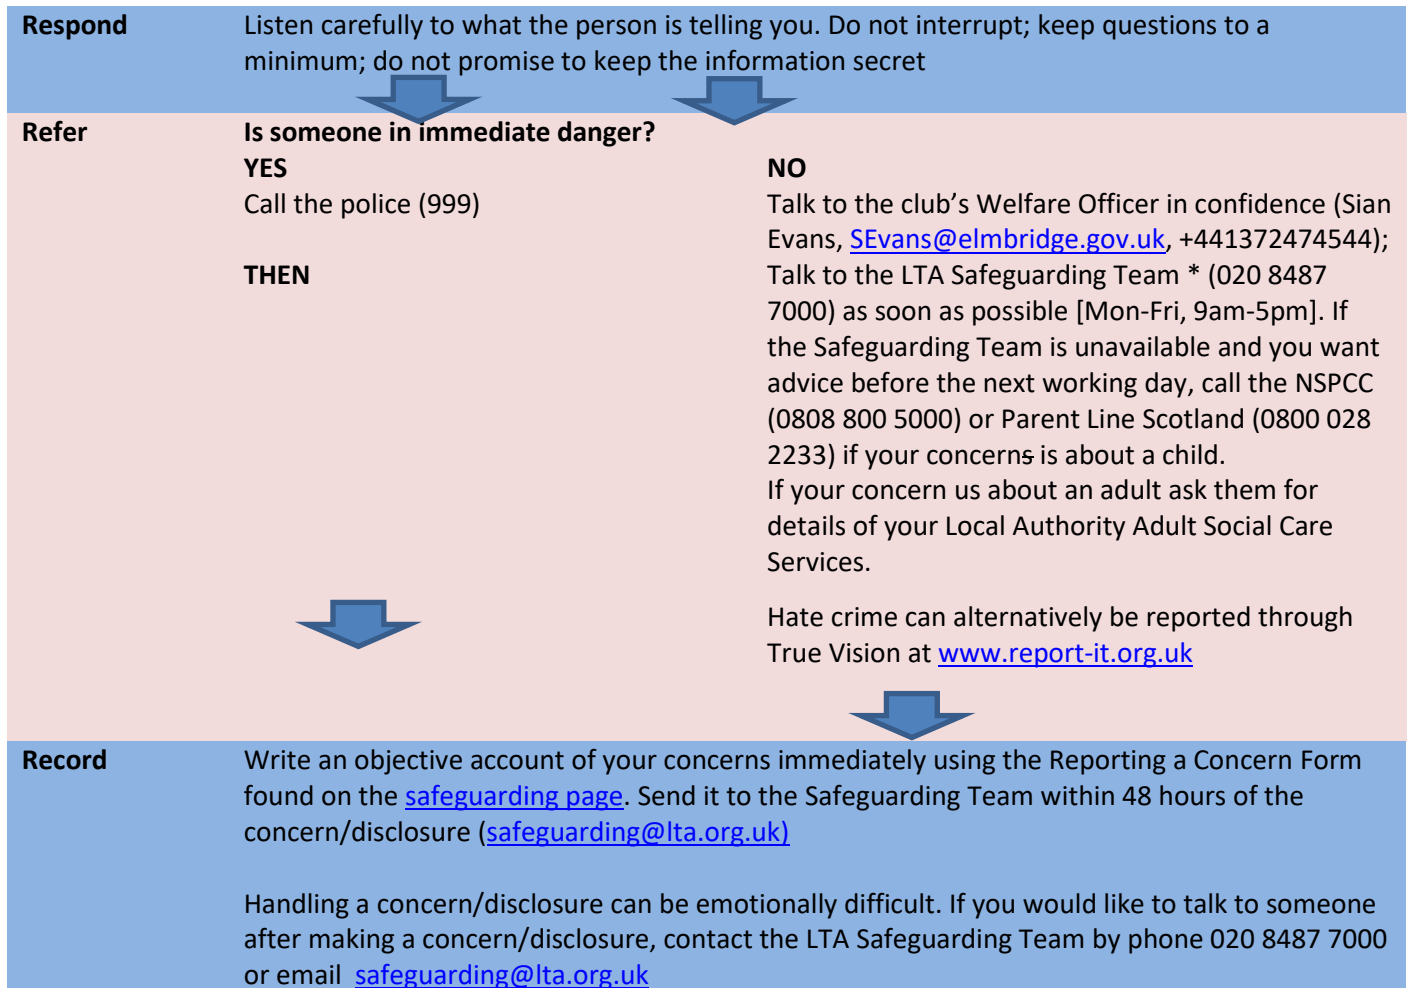 Respond
Listen carefully to what the person is telling you. Do not interrupt; keep questions to a
minimum; do not promise to keep the information secret
Refer
Is someone in immediate danger?
YES
Call the police (999)
THEN
NO
Talk to the club’s Welfare Officer in confidence (Sian
Evans, SEvans@elmbridge.gov.uk, +441372474544);
Talk to the LTA Safeguarding Team * (020 8487
7000) as soon as possible [Mon-Fri, 9am-5pm]. If
the Safeguarding Team is unavailable and you want
advice before the next working day, call the NSPCC
(0808 800 5000) or Parent Line Scotland (0800 028
2233) if your concerns is about a child.
If your concern us about an adult ask them for
details of your Local Authority Adult Social Care
Services.
Hate crime can alternatively be reported through
True Vision at www.report-it.org.uk
Record
Write an objective account of your concerns immediately using the Reporting a Concern Form
found on the safeguarding page. Send it to the Safeguarding Team within 48 hours of the
concern/disclosure (safeguarding@lta.org.uk)
Handling a concern/disclosure can be emotionally difficult. If you would like to talk to someone
after making a concern/disclosure, contact the LTA Safeguarding Team by phone 020 8487 7000
or email safeguarding@lta.org.uk